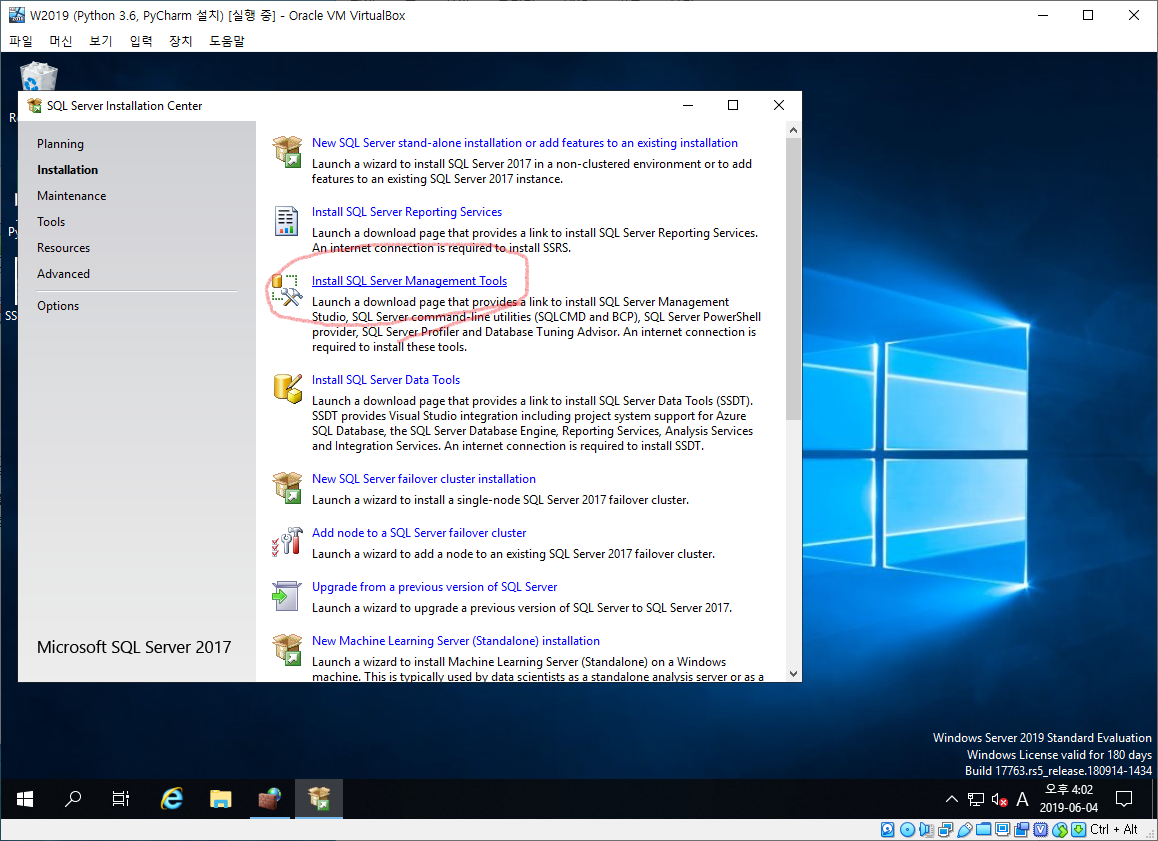 W2019 (Python 3.6, PyCharm 설치) [실행 중] - Oracle VM VirtualBox
파일 머신 보기 입력 장치 도움말
SQL Server Installation Center
Planning
Installation
Maintenance
Tools
Resources
Advanced
Options
Microsoft SQL Server 2017
New SQL Server stand-alone installation or add features to an existing installation
Launch a wizard to install SQL Server 2017 in a non-clustered environment or to add
features to an existing SQL Server 2017 instance.
Install SQL Server Reporting Services
Launch a download page that provides a link to install SQL Server Reporting Services.
An internet connection is required to install SSRS.
Install SQL Server Management Tools
Launch a download page that provides a link to install SQL Server Management
Studio, SQL Server command-line utilities (SQLCMD and BCP), SQL Server PowerShell
provider, SQL Server Profiler and Database Tuning Advisor. An internet connection is
required to install these tools.
Install SQL Server Data Tools
Launch a download page that provides a link to install SQL Server Data Tools (SSDT).
SSDT provides Visual Studio integration including project system support for Azure
SQL Database, the SQL Server Database Engine, Reporting Services, Analysis Services
and Integration Services. An internet connection is required to install SSDT.
New SQL Server failover cluster installation
Launch a wizard to install a single-node SQL Server 2017 failover cluster.
Add node to a SQL Server failover cluster
Launch a wizard to add a node to an existing SQL Server 2017 failover cluster.
Upgrade from a previous version of SQL Server
Launch a wizard to upgrade a previous version of SQL Server to SQL Server 2017.
New Machine Learning Server (Standalone) installation
Launch a wizard to install Machine Learning Server (Standalone) on a Windows
machine. This is typically used by data scientists as a standalone analysis server or as a
Windows Server 2019 Standard Evaluation
Windows License valid for 180 days
Build 17763.rs5_release.180914-1434
A
오후 4:02
2019-06-04
Ctrl + Alt